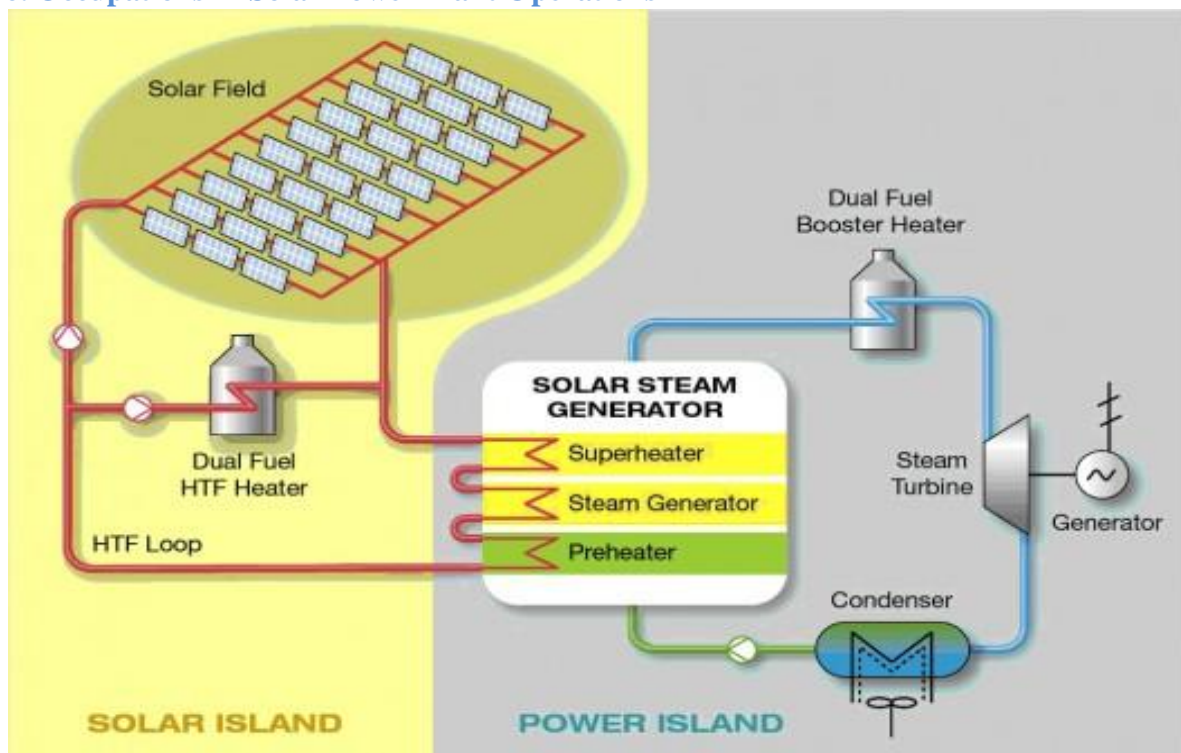 Solar Field
Dual Fuel
Booster Heater
SOLAR STEAM
GENERATOR
Superheater
Steam Generator
Preheater
Dual Fuel
HTF Heater
HTF Loop
Steam
Turbine
Generator
Condenser
SOLAR ISLAND
POWER ISLAND